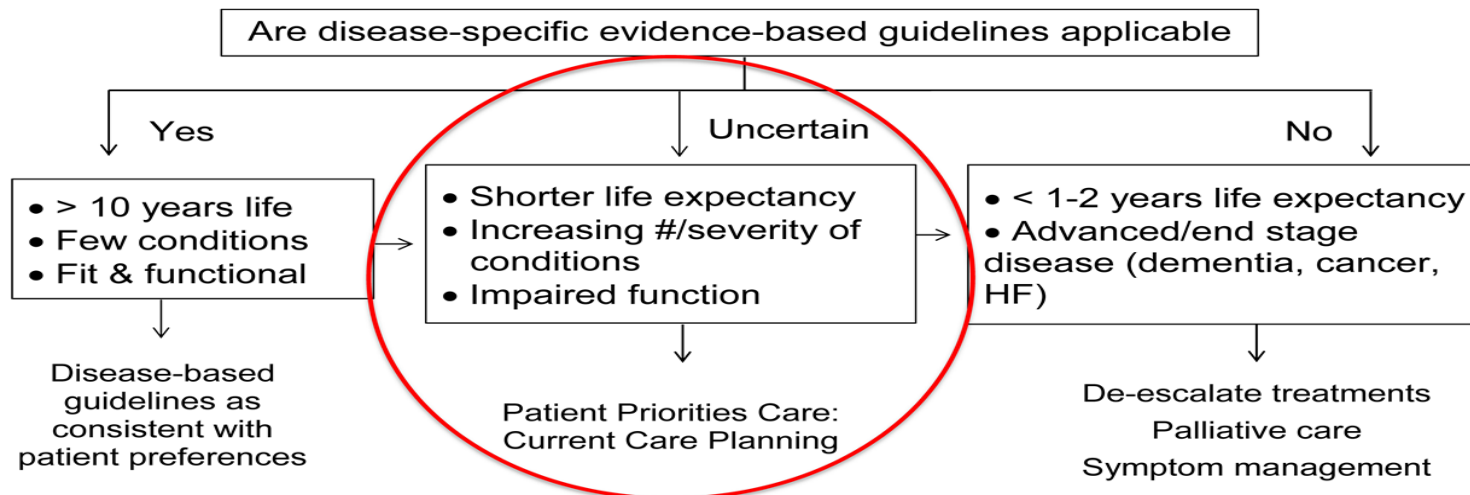 Are disease-specific evidence-based guidelines applicable
Yes
Uncertain
No
• > 10 years life
• Few conditions
• Fit & functional
• Shorter life expectancy
• Increasing #/severity of
conditions
• Impaired function
• < 1-2 years life expectancy
• Advanced/end stage
disease (dementia, cancer,
HF)
Disease-based
guidelines as
consistent with
patient preferences
Patient Priorities Care:
Current Care Planning
De-escalate treatments
Palliative care
Symptom management